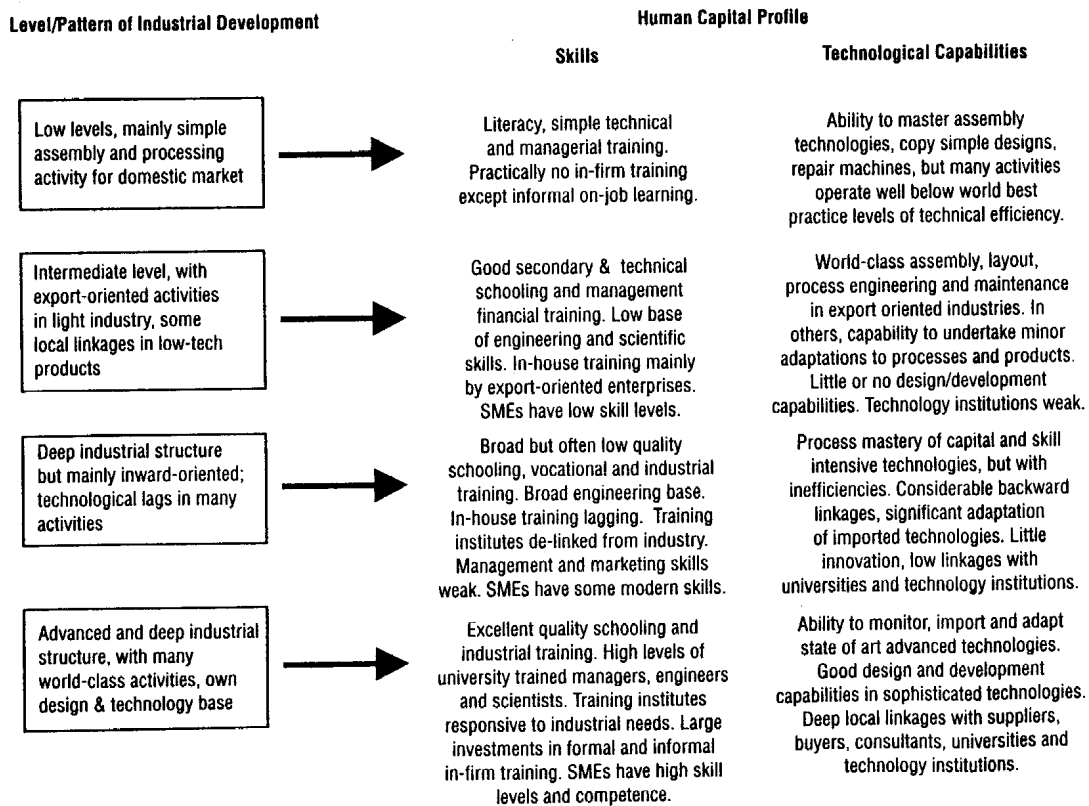 Level/Pattern of Industrial Development
Human Capital Profile
Skills
Technological Capabilities
Low levels, mainly simple
assembly and processing
activity for domestic market
Literacy, simple technical
and managerial training.
Practically no in-firm training
except informal on-job learning.
Ability to master assembly
technologies, copy simple designs,
repair machines, but many activities
operate well below world best
practice levels of technical efficiency.
Intermediate level, with
export-oriented activities
in light industry, some
local linkages in low-tech
products
Good secondary & technical
schooling and management
financial training. Low base
of engineering and scientific
skills. In-house training mainly
by export-oriented enterprises.
SMEs have low skill levels.
World-class assembly, layout,
process engineering and maintenance
in export oriented industries. In
others, capability to undertake minor
adaptations to processes and products.
Little or no design/development
capabilities. Technology institutions weak.
Deep industrial structure
but mainly inward-oriented;
technological lags in many
activities
Broad but often low quality
schooling, vocational and industrial
training. Broad engineering base.
In-house training lagging. Training
institutes de-linked from industry.
Management and marketing skills
weak. SMEs have some modern skills.
Process mastery of capital and skill
intensive technologies, but with
inefficiencies. Considerable backward
linkages, significant adaptation
of imported technologies. Little
innovation, low linkages with
universities and technology institutions.
Advanced and deep industrial
structure, with many
world-class activities, own
design & technology base
Excellent quality schooling and
industrial training. High levels of
university trained managers, engineers
and scientists. Training institutes
responsive to industrial needs. Large
investments in formal and informal
in-firm training. SMEs have high skill
levels and competence.
Ability to monitor, import and adapt
state of art advanced technologies.
Good design and development
capabilities in sophisticated technologies.
Deep local linkages with suppliers,
buyers, consultants, universities and
technology institutions.